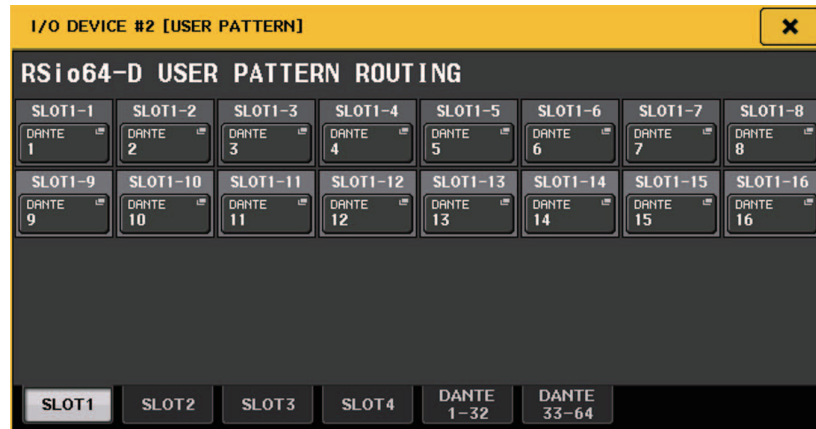 I/O DEVICE #2 [USER PATTERN]
RSio64-D USER PATTERN ROUTING
SLOT1-1 SLOT1-2 SLOT1-3 SLOT1-4 SLOT1-5 SLOT1-6 SLOT1-7 SLOT1-8
DANTE DANTE DANTE DANTE DANTE DANTE DANTE DANTE
1 2 3 4 5 6 7 8
SLOT1-9 SLOT1-10 SLOT1-11 SLOT1-12 SLOT1-13 SLOT1-14 SLOT1-15 SLOT1-16
DANTE DANTE DANTE DANTE DANTE DANTE DANTE DANTE
9 10 11 12 13 14 15 16
SLOT1 SLOT2 SLOT3 SLOT4 DANTE 1-32 DANTE 33-64